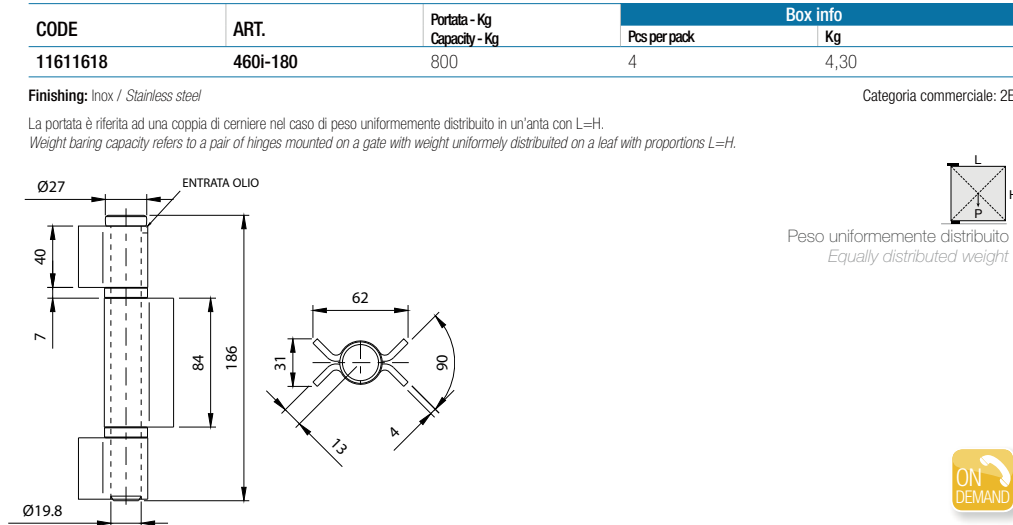 CODE ART. Portata - Kg Capacity - Kg Box info
Pcs per pack Kg
11611618 460i-180 800 4 4,30
Finishing: Inox / Stainless steel
Categoria commerciale: 2E
La portata è riferita ad una coppia di cerniere nel caso di peso uniformemente distribuito in un'anta con L=H.
Weight baring capacity refers to a pair of hinges mounted on a gate with weight uniformely distribuited on a leaf with proportions L=H.
Ø27
ENTRATA OLIO
40
7
84
186
Ø19.8
62
31
90
13
4
L
H
P
Peso uniformemente distribuito
Equally distributed weight
ON
DEMAND